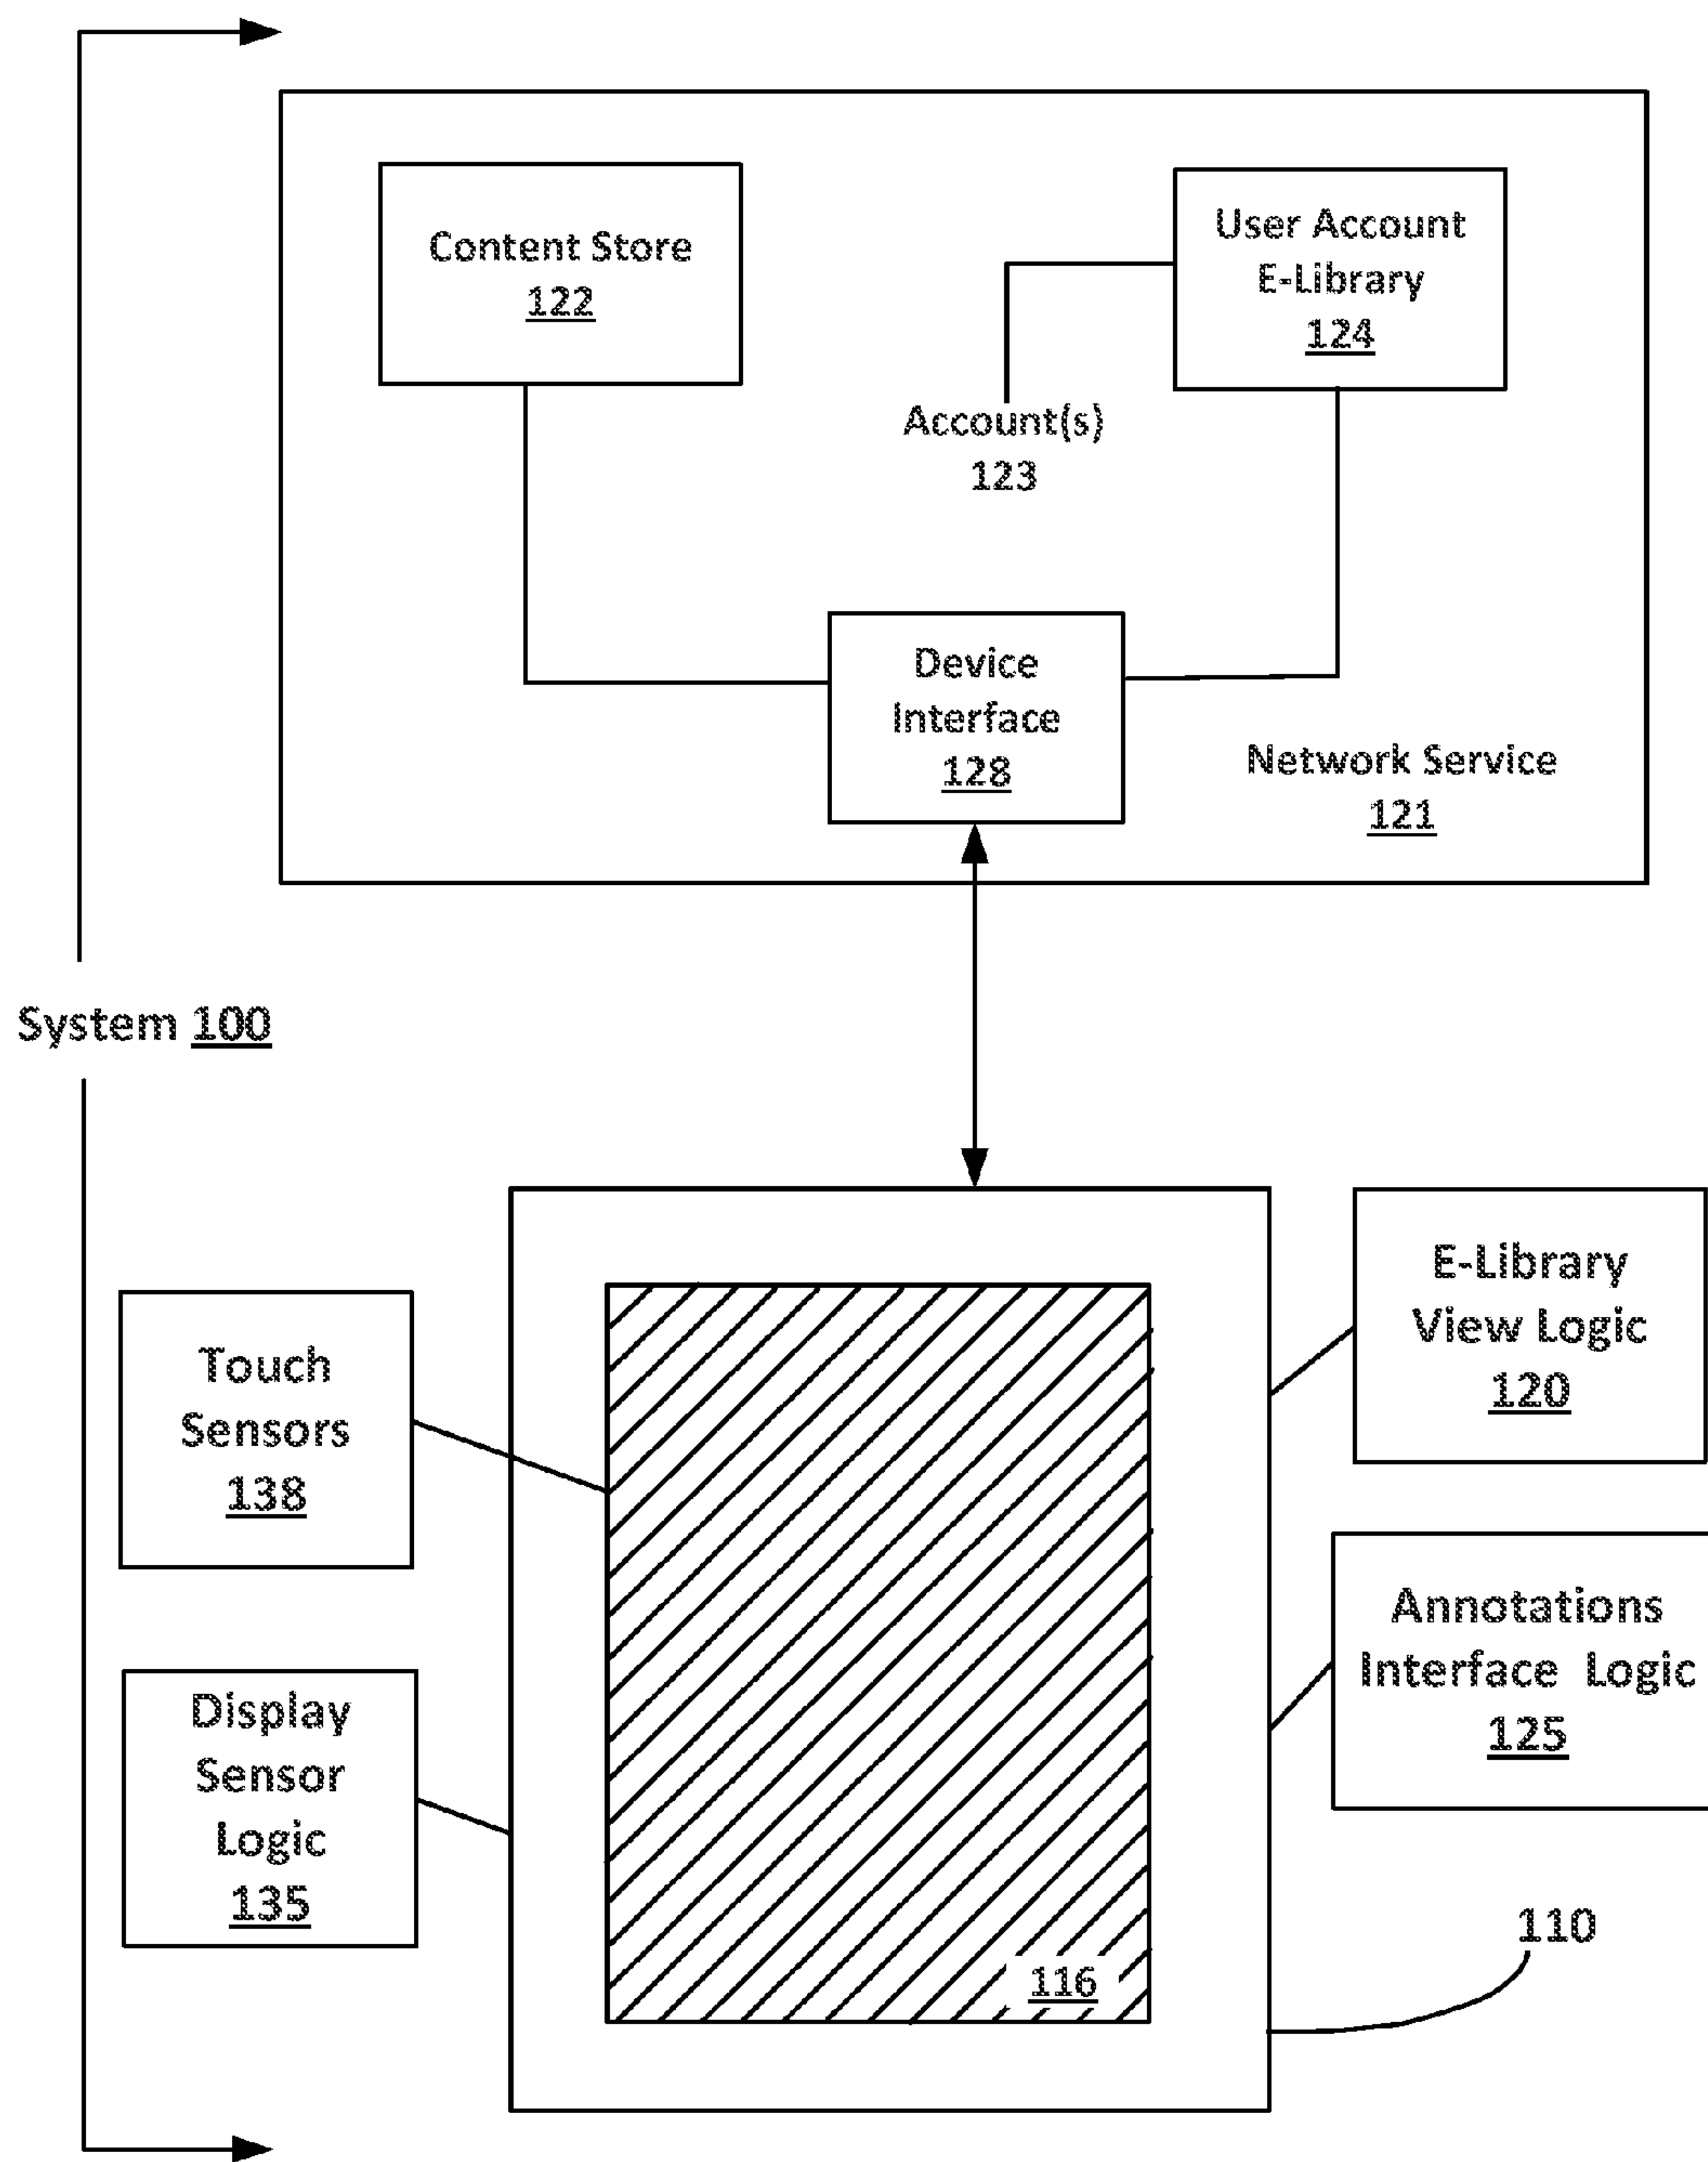 Content Store
122
User Account
E-Library
124
Account(s)
123
Device
Interface
128
Network Service
121
System 100
E-Library
View Logic
120
Touch
Sensors
138
Annotations
Interface Logic
125
Display
Sensor
Logic
135
110
116